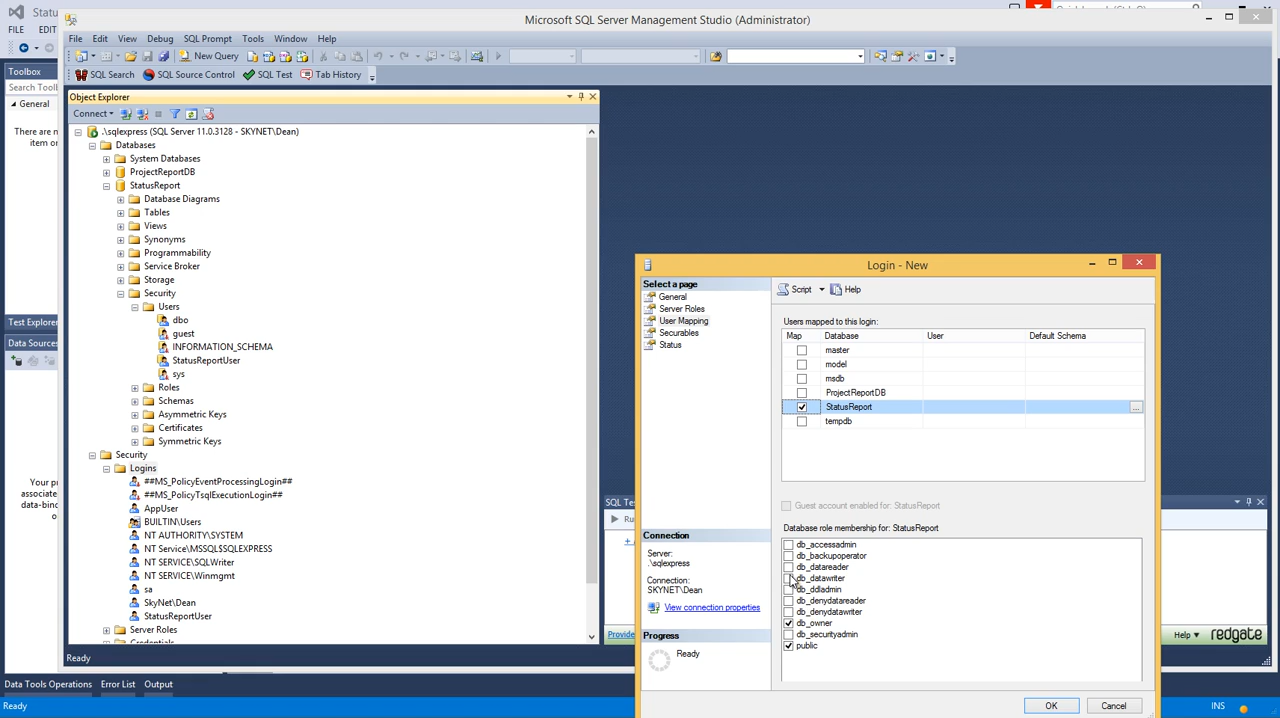 Status
Microsoft SQL Server Management Studio (Administrator)
FILE
File Edit View Debug SQL Prompt Tools Window Help
New Query
SQL Search SQL Source Control SQL Test Tab History
Toolbox
General
Object Explorer
Connect
.\sqlexpress (SQL Server 11.0.3128 - SKYNET\Dean)
Databases
System Databases
ProjectReportDB
StatusReport
Database Diagrams
Tables
Views
Synonyms
Programmability
Service Broker
Storage
Security
Users
dbo
guest
INFORMATION_SCHEMA
StatusReportUser
sys
Roles
Schemas
Asymmetric Keys
Certificates
Symmetric Keys
Security
Logins
##MS_PolicyEventProcessingLogin##
##MS_PolicyTsqlExecutionLogin##
AppUser
BUILTIN\Users
NT AUTHORITY\SYSTEM
NT Service\MSSQL$SQLEXPRESS
NT SERVICE\SQLWriter
NT SERVICE\Winmgmt
sa
SkyNet\Dean
StatusReportUser
Server Roles
Test Explorer
Data Sources
Ready
Login - New
Select a page
General
Server Roles
User Mapping
Securables
Status
Script Help
Users mapped to this login:
Map Database User Default Schema
master
model
msdb
ProjectReportDB
StatusReport ...
tempdb
Guest account enabled for: StatusReport
Database role membership for: StatusReport
db_accessadmin
db_backupoperator
db_datareader
db_datawriter
db_ddladmin
db_denydatareader
db_denydatawriter
db_owner
db_securityadmin
public
Connection
Server:
.\sqlexpress
Connection:
SKYNET\Dean
View connection properties
Progress
Ready
OK Cancel
Help redgate
Data Tools Operations Error List Output
Ready INS